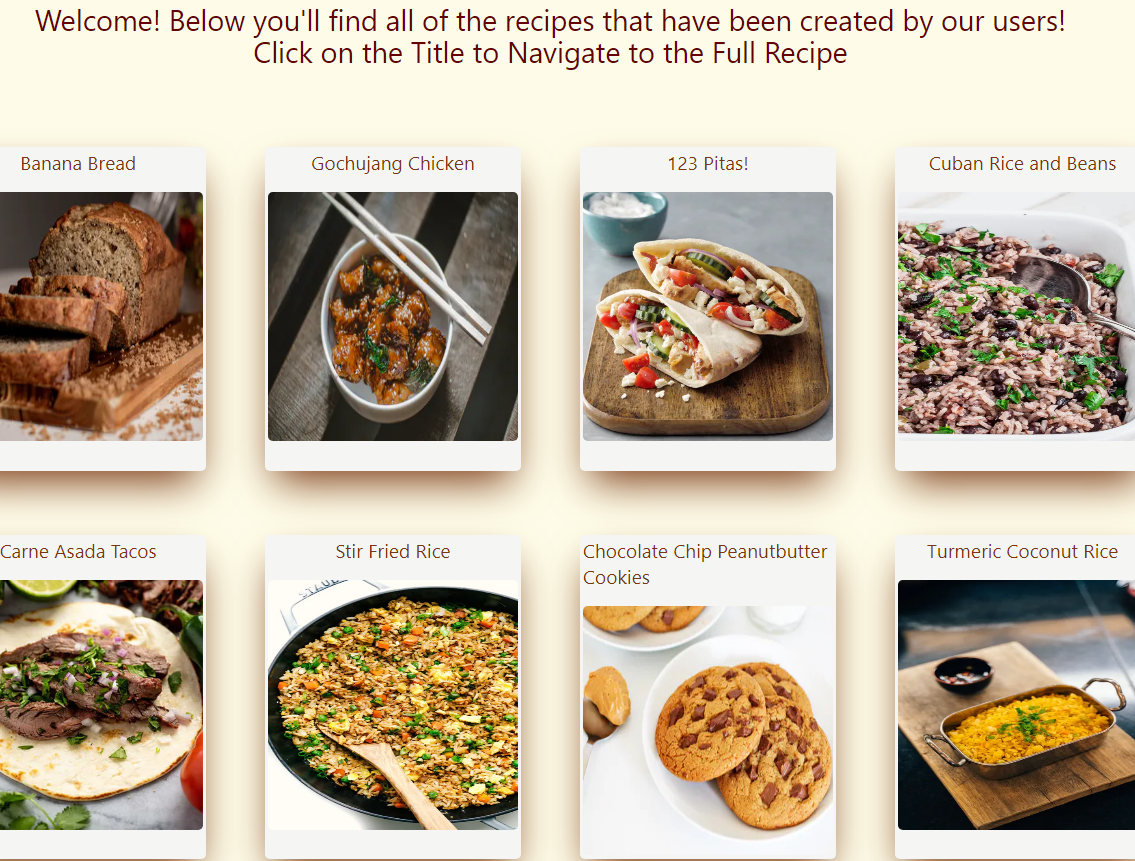 Welcome! Below you'll find all of the recipes that have been created by our users!
Click on the Title to Navigate to the Full Recipe
Banana Bread
Gochujang Chicken
123 Pitas!
Cuban Rice and Beans
Carne Asada Tacos
Stir Fried Rice
Chocolate Chip Peanutbutter
Cookies
Turmeric Coconut Rice